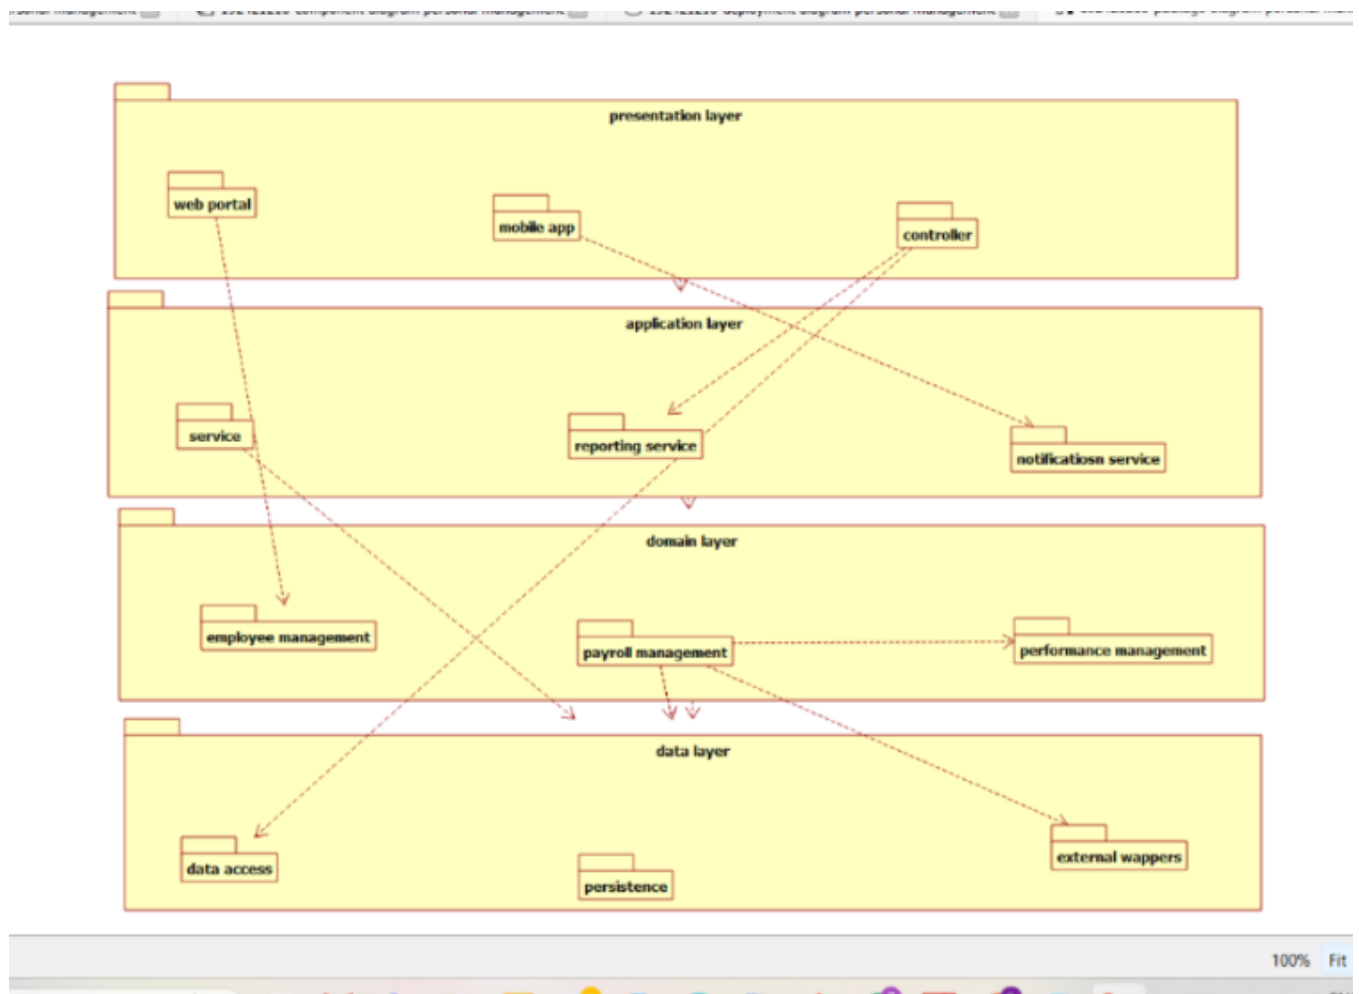 presentation layer
web portal
mobile app
controller
application layer
service
reporting service
notificatiosn service
domain layer
employee management
payroll management
performance management
data layer
data access
persistence
external wappers
100% Fit